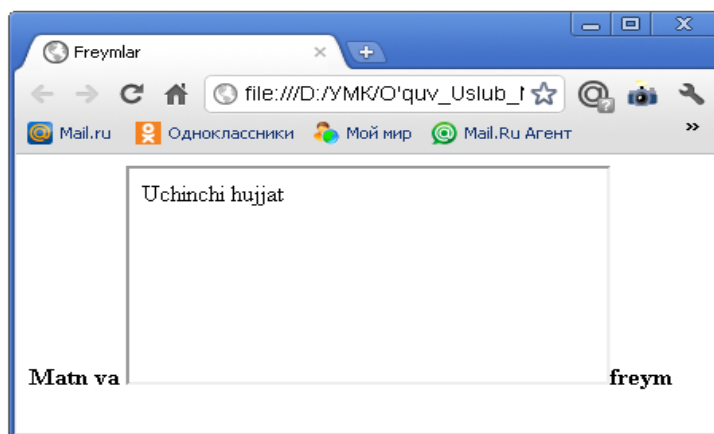 Freymlar
file:///D:/УМК/O'quv_Uslub_
Mail.ru Одноклассники Мой мир Mail.Ru Агент »
Uchinchi hujjat
Matn va freym